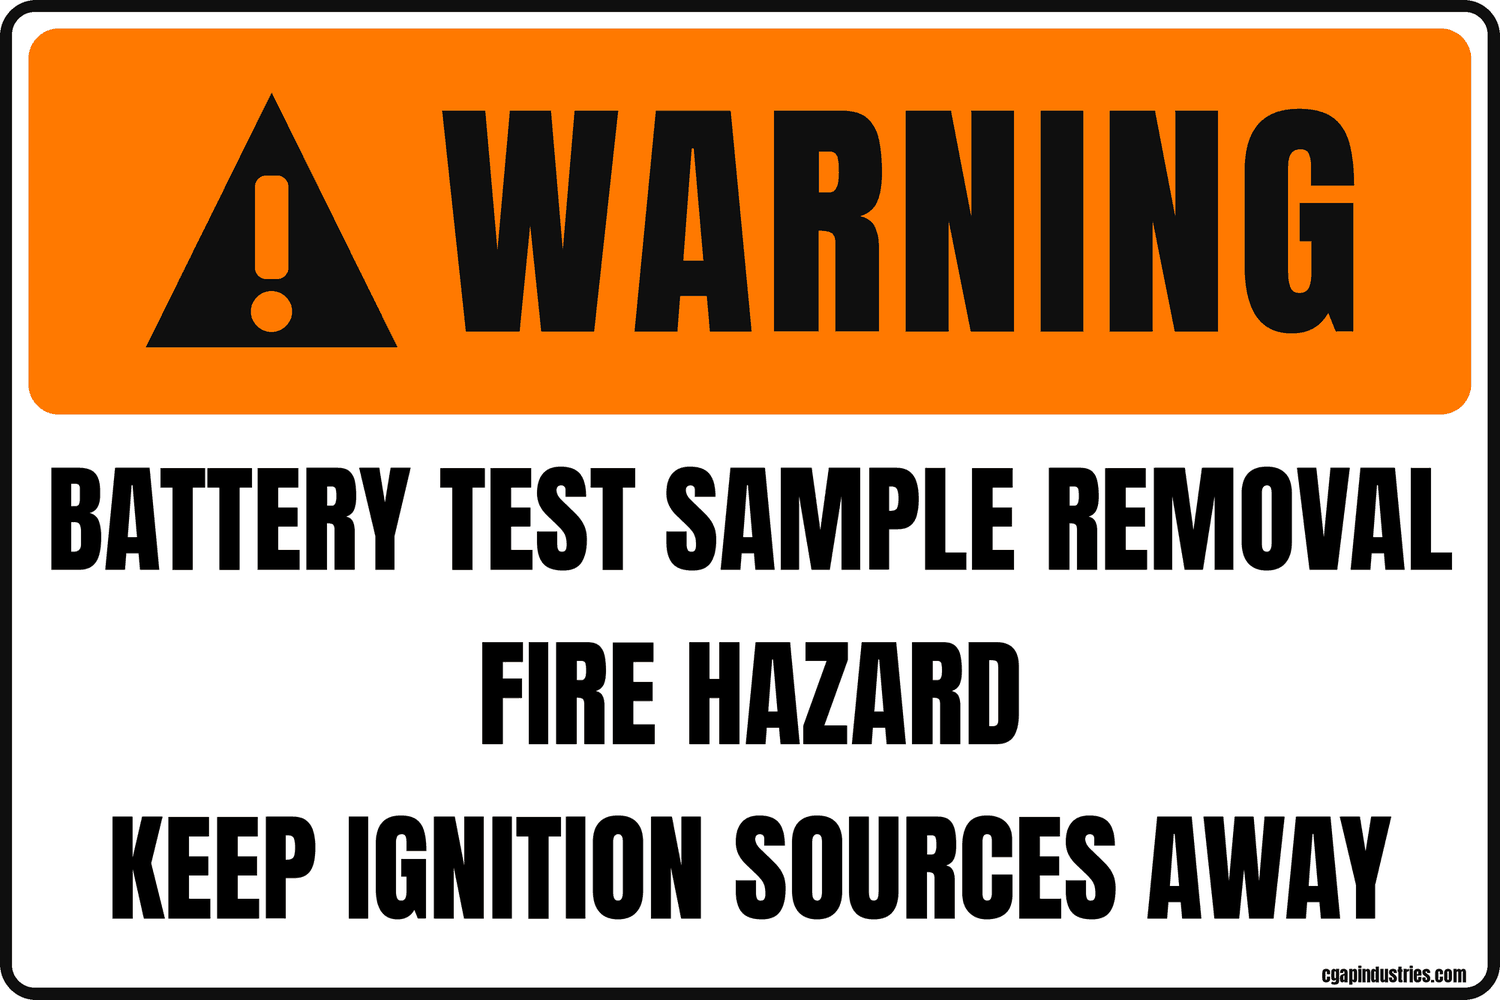 WARNING
BATTERY TEST SAMPLE REMOVAL
FIRE HAZARD
KEEP IGNITION SOURCES AWAY
cgapindustries.com